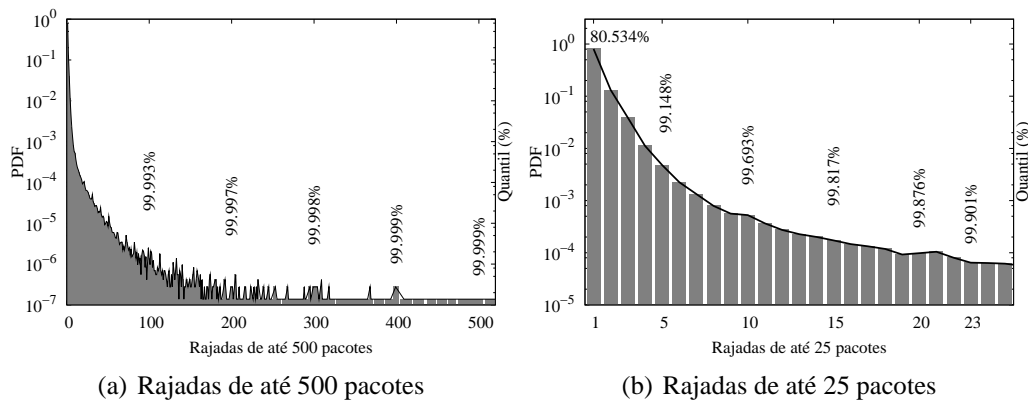 10^0
10^-1
10^-2
10^-3
10^-4
10^-5
10^-6
10^-7
PDF
99.993%
99.997%
99.998%
99.999%
99.999%
Quantil (%)
0 100 200 300 400 500
Rajadas de até 500 pacotes
(a) Rajadas de até 500 pacotes
10^0
10^-1
10^-2
10^-3
10^-4
10^-5
PDF
80.534%
99.148%
99.693%
99.817%
99.876%
99.901%
Quantil (%)
1 5 10 15 20 23
Rajadas de até 25 pacotes
(b) Rajadas de até 25 pacotes